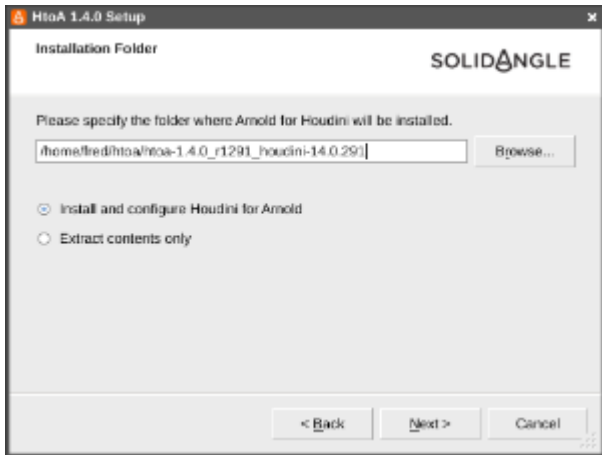 HtoA 1.4.0 Setup
Installation Folder
SOLIDANGLE
Please specify the folder where Arnold for Houdini will be installed.
/home/fred/htoa/htoa-1.4.0_r1291_houdini-14.0.291
Browse...
Install and configure Houdini for Arnold
Extract contents only
< Back Next > Cancel